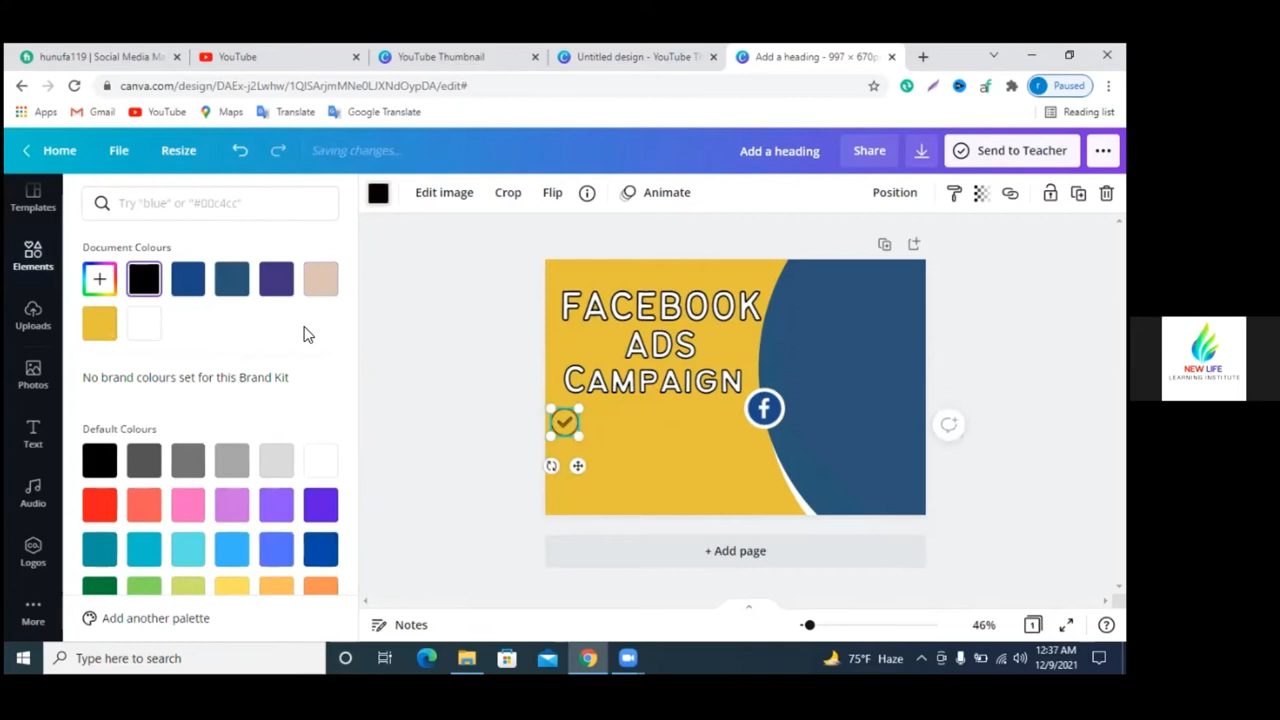 hunufa119 | Social Media Ma
YouTube
YouTube Thumbnail
Untitled design - YouTube Th
Add a heading - 997 × 670p
canva.com/design/DAEx-j2Lwhw/1QISArjmMNe0LJXNdOypDA/edit#
Paused
Apps
Gmail
YouTube
Maps
Translate
Google Translate
Reading list
Home
File
Resize
Saving changes...
Add a heading
Share
Send to Teacher
Templates
Elements
Uploads
Photos
Text
Audio
Logos
More
Try "blue" or "#00c4cc"
Edit image
Crop
Flip
Animate
Position
Document Colours
No brand colours set for this Brand Kit
Default Colours
Add another palette
FACEBOOK
ADS
CAMPAIGN
+ Add page
Notes
46%
1
NEW LIFE
LEARNING INSTITUTE
Type here to search
75°F Haze
12:37 AM
12/9/2021